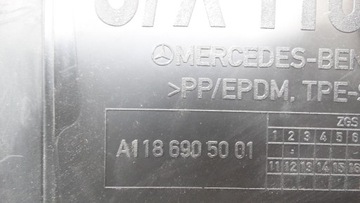 MERCEDES-BEN
>PP/EPDM, TPE-S
ZGS
1 2 3 4 5 6
A118 690 50 01
11 12 13 14 15 16